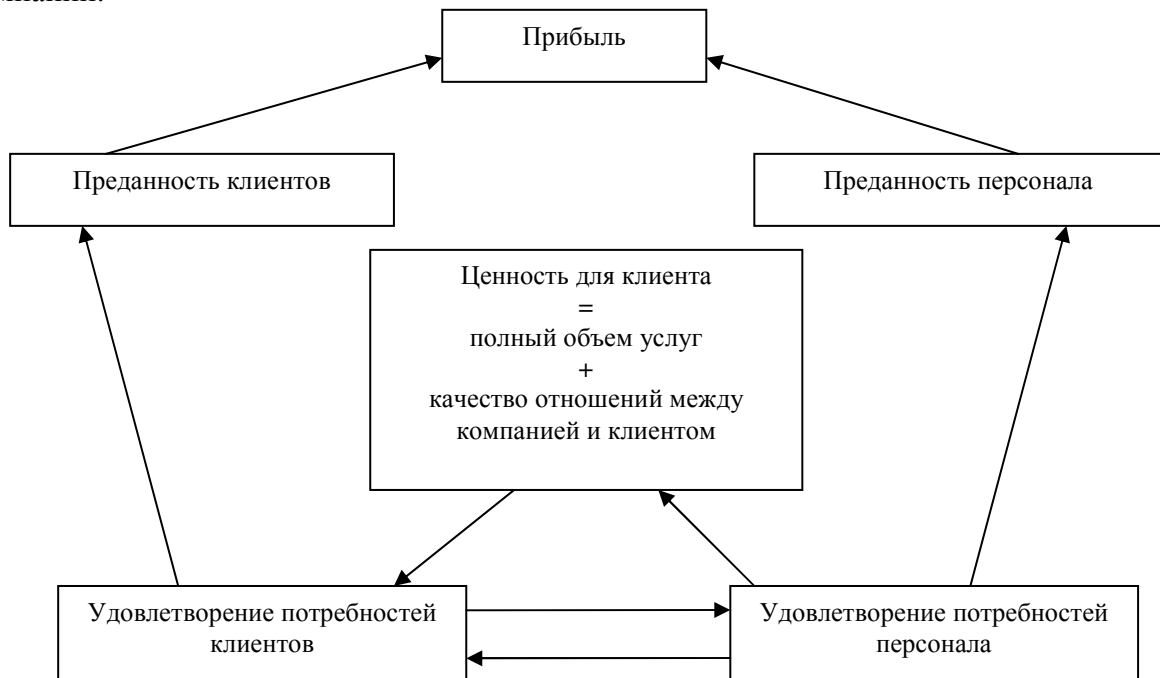 Прибыль
Преданность клиентов
Преданность персонала
Ценность для клиента
=
полный объем услуг
+
качество отношений между
компанией и клиентом
Удовлетворение потребностей
клиентов
Удовлетворение потребностей
персонала